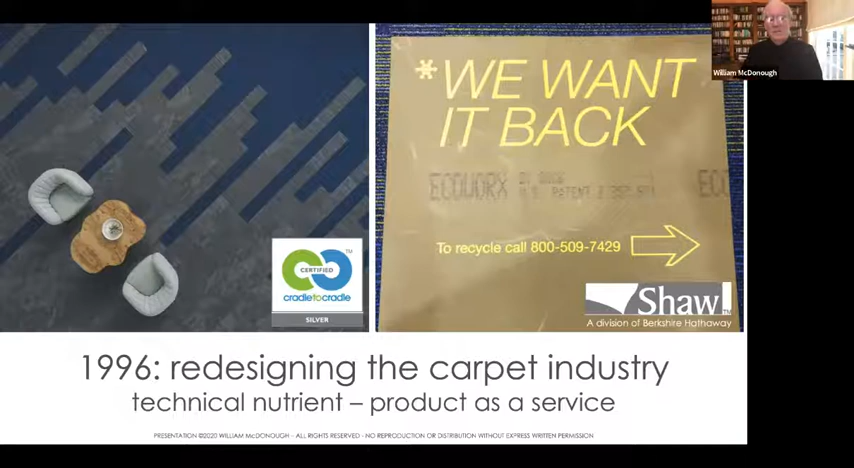 *WE WANT
IT BACK
ECOWORX
U.S. PATENT
To recycle call 800-509-7429
Shaw
A division of Berkshire Hathaway
CERTIFIED
cradletocradle
SILVER
TM
William McDonough
1996: redesigning the carpet industry
technical nutrient – product as a service
PRESENTATION ©2020 WILLIAM McDONOUGH - ALL RIGHTS RESERVED - NO REPRODUCTION OR DISTRIBUTION WITHOUT EXPRESS WRITTEN PERMISSION